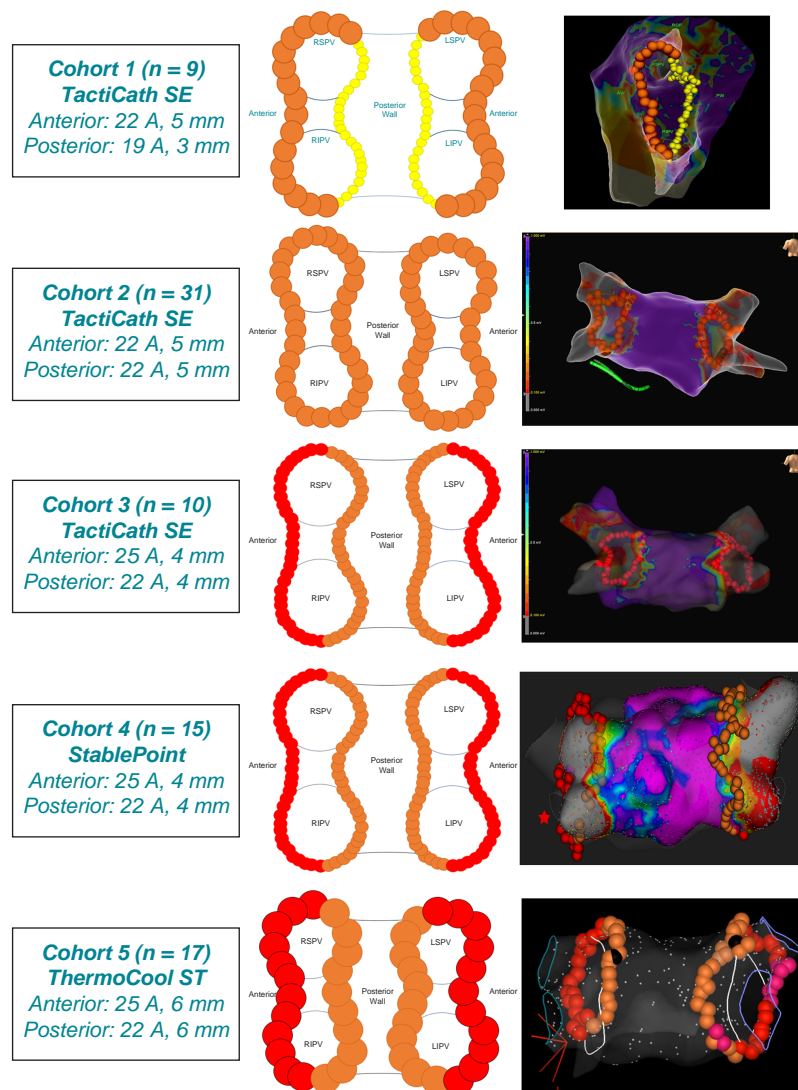 Cohort 1 (n = 9)
TactiCath SE
Anterior: 22 A, 5 mm
Posterior: 19 A, 3 mm
RSPV
LSPV
Anterior
Posterior
Wall
Anterior
RIPV
LIPV
Cohort 2 (n = 31)
TactiCath SE
Anterior: 22 A, 5 mm
Posterior: 22 A, 5 mm
RSPV
LSPV
Anterior
Posterior
Wall
Anterior
RIPV
LIPV
Cohort 3 (n = 10)
TactiCath SE
Anterior: 25 A, 4 mm
Posterior: 22 A, 4 mm
RSPV
LSPV
Anterior
Posterior
Wall
Anterior
RIPV
LIPV
Cohort 4 (n = 15)
StablePoint
Anterior: 25 A, 4 mm
Posterior: 22 A, 4 mm
RSPV
LSPV
Anterior
Posterior
Wall
Anterior
RIPV
LIPV
Cohort 5 (n = 17)
ThermoCool ST
Anterior: 25 A, 6 mm
Posterior: 22 A, 6 mm
RSPV
LSPV
Anterior
Posterior
Wall
Anterior
RIPV
LIPV